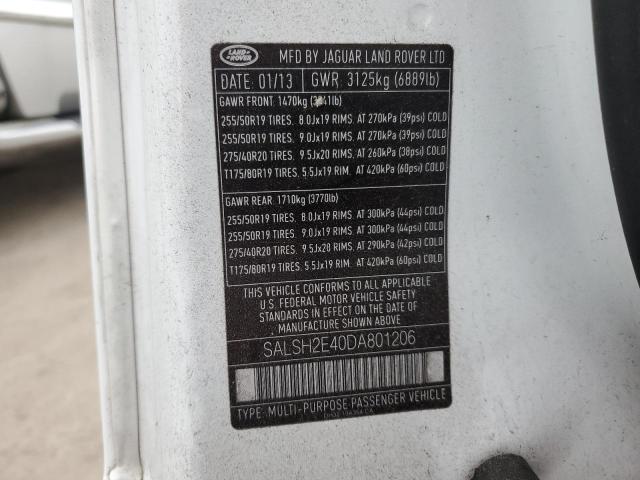 LAND
ROVER
MFD BY JAGUAR LAND ROVER LTD
DATE: 01/13 GWR. 3125kg (6889lb)
GAWR FRONT 1470kg (3241lb)
255/50R19 TIRES. 8.0Jx19 RIMS. AT 270kPa (39psi) COLD
255/50R19 TIRES. 9.0Jx19 RIMS. AT 270kPa (39psi) COLD
275/40R20 TIRES. 9.5Jx20 RIMS. AT 260kPa (38psi) COLD
T175/80R19 TIRES. 5.5Jx19 RIM. AT 420kPa (60psi) COLD
GAWR REAR 1710kg (3770lb)
255/50R19 TIRES. 8.0Jx19 RIMS. AT 300kPa (44psi) COLD
255/50R19 TIRES. 9.0Jx19 RIMS. AT 300kPa (44psi) COLD
275/40R20 TIRES. 9.5Jx20 RIMS. AT 290kPa (42psi) COLD
T175/80R19 TIRES. 5.5Jx19 RIM. AT 420kPa (60psi) COLD
THIS VEHICLE CONFORMS TO ALL APPLICABLE
U.S. FEDERAL MOTOR VEHICLE SAFETY
STANDARDS IN EFFECT ON THE DATE OF
MANUFACTURE SHOWN ABOVE
SALSH2E40DA801206
TYPE: MULTI-PURPOSE PASSENGER VEHICLE